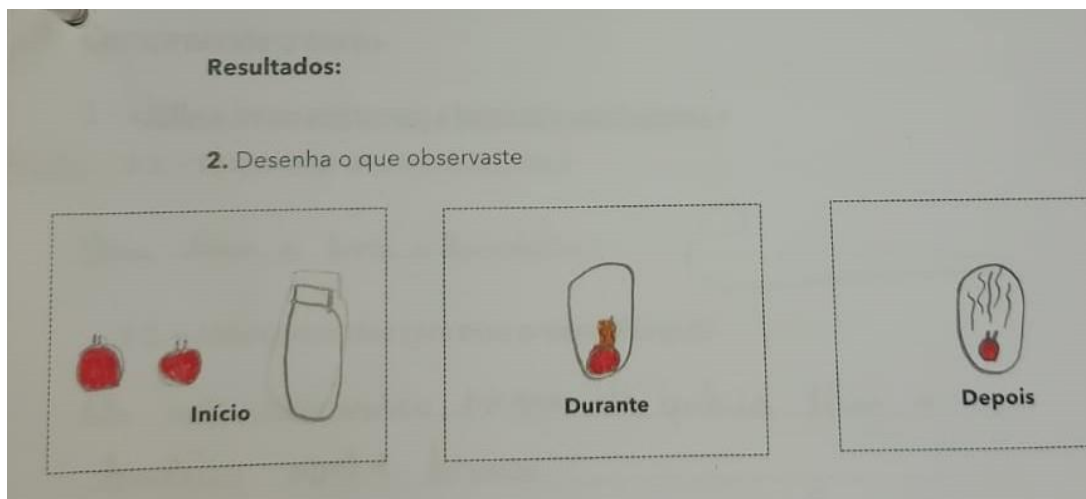 Resultados:
2. Desenha o que observaste
Início
Durante
Depois